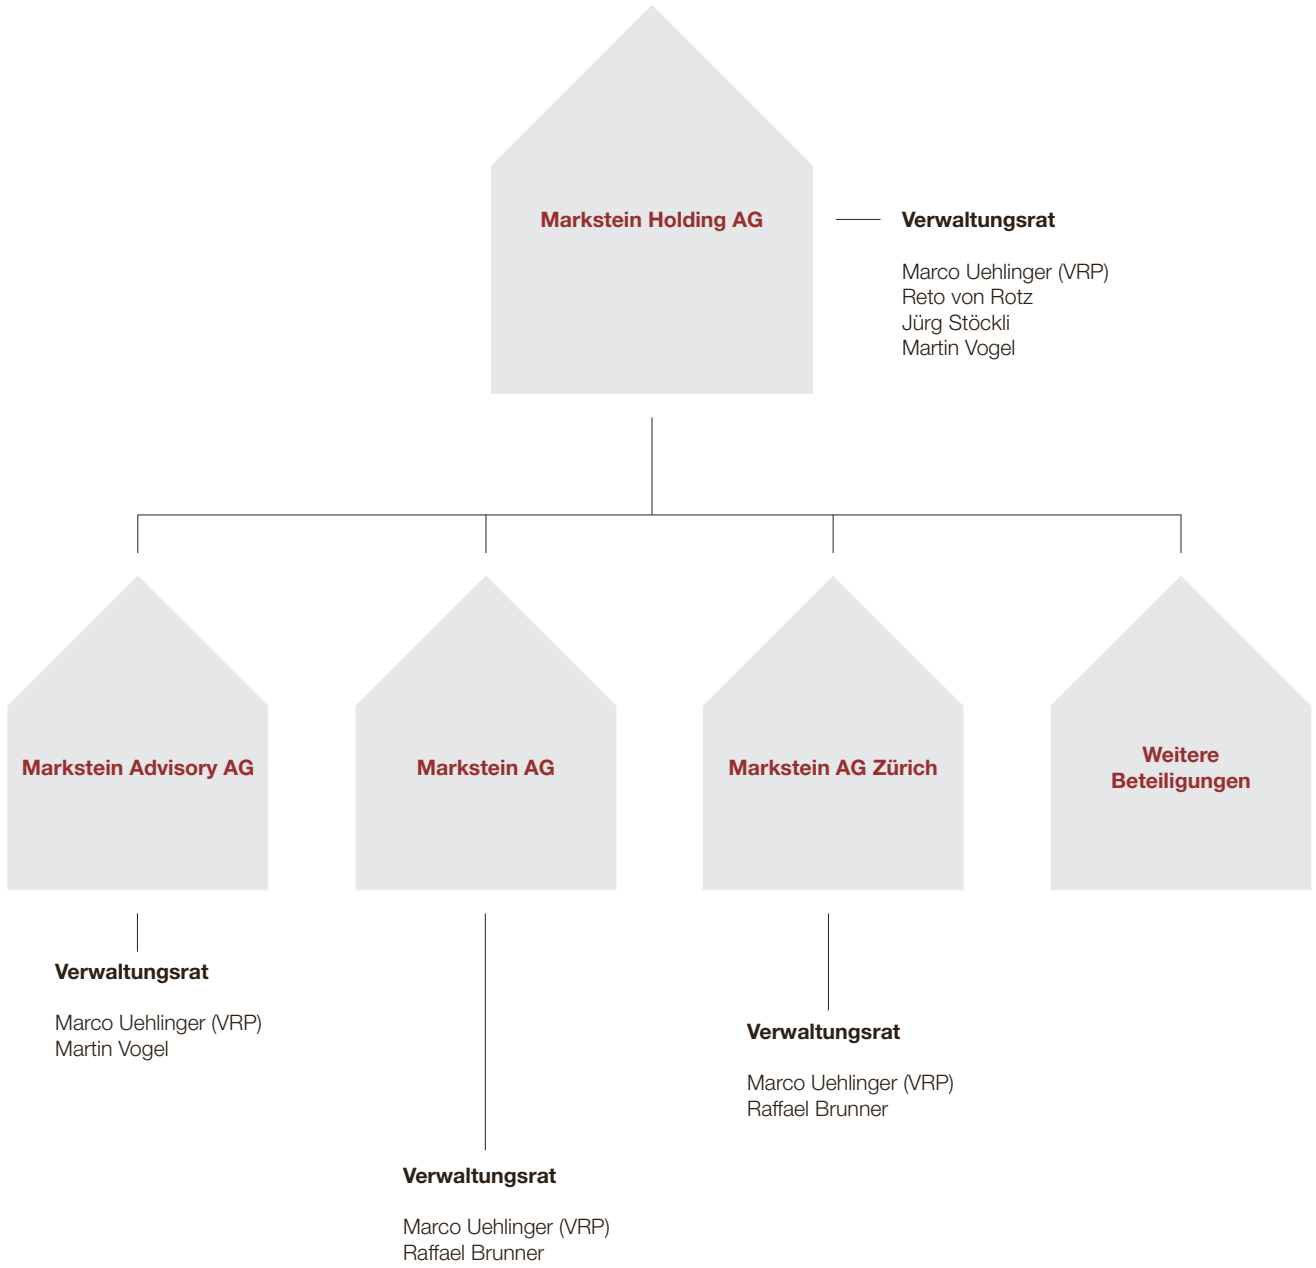 Markstein Holding AG
Verwaltungsrat
Marco Uehlinger (VRP)
Reto von Rotz
Jürg Stöckli
Martin Vogel
Markstein Advisory AG
Markstein AG
Markstein AG Zürich
Weitere
Beteiligungen
Verwaltungsrat
Marco Uehlinger (VRP)
Martin Vogel
Verwaltungsrat
Marco Uehlinger (VRP)
Raffael Brunner
Verwaltungsrat
Marco Uehlinger (VRP)
Raffael Brunner